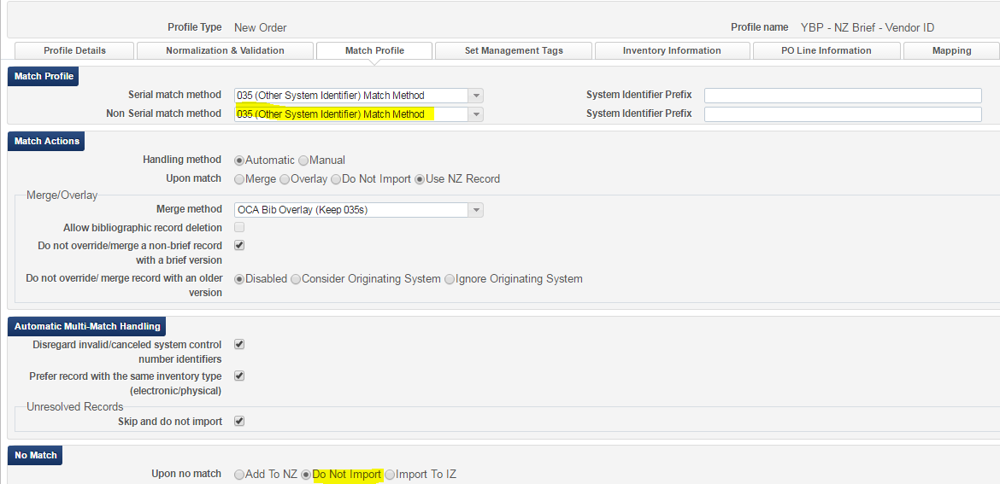 Profile Type New Order Profile name YBP - NZ Brief - Vendor ID
Profile Details Normalization & Validation Match Profile Set Management Tags Inventory Information PO Line Information Mapping
Match Profile
Serial match method 035 (Other System Identifier) Match Method System Identifier Prefix
Non Serial match method 035 (Other System Identifier) Match Method System Identifier Prefix
Match Actions
Handling method Automatic Manual
Upon match Merge Overlay Do Not Import Use NZ Record
Merge/Overlay
Merge method OCA Bib Overlay (Keep 035s)
Allow bibliographic record deletion
Do not override/merge a non-brief record
with a brief version
Do not override/ merge record with an older Disabled Consider Originating System Ignore Originating System
version
Automatic Multi-Match Handling
Disregard invalid/canceled system control
number identifiers
Prefer record with the same inventory type
(electronic/physical)
Unresolved Records
Skip and do not import
No Match
Upon no match Add To NZ Do Not Import Import To IZ